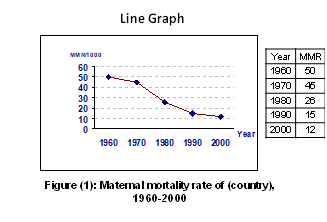 Line Graph
MMR/1000
60
50
40
30
20
10
0
1960 1970 1980 1990 2000
Year
Year MMR
1960 50
1970 45
1980 26
1990 15
2000 12
Figure (1): Maternal mortality rate of (country),
1960-2000